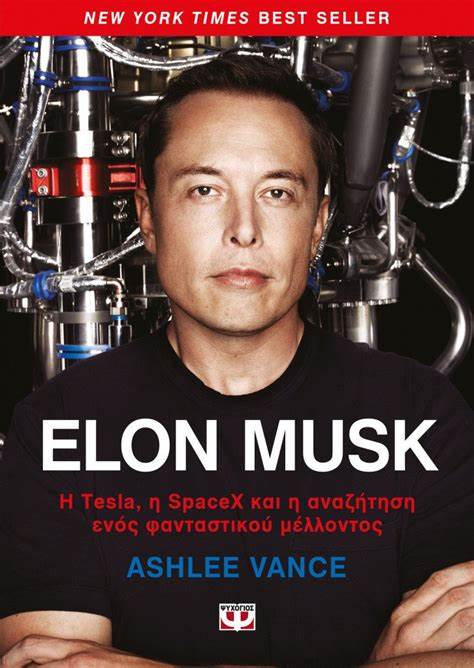 NEW YORK TIMES BEST SELLER
ELON MUSK
Η Tesla, η SpaceX και η αναζήτηση
ενός φανταστικού μέλλοντος
ASHLEE VANCE
ΨΥΧΟΓΙΟΣ